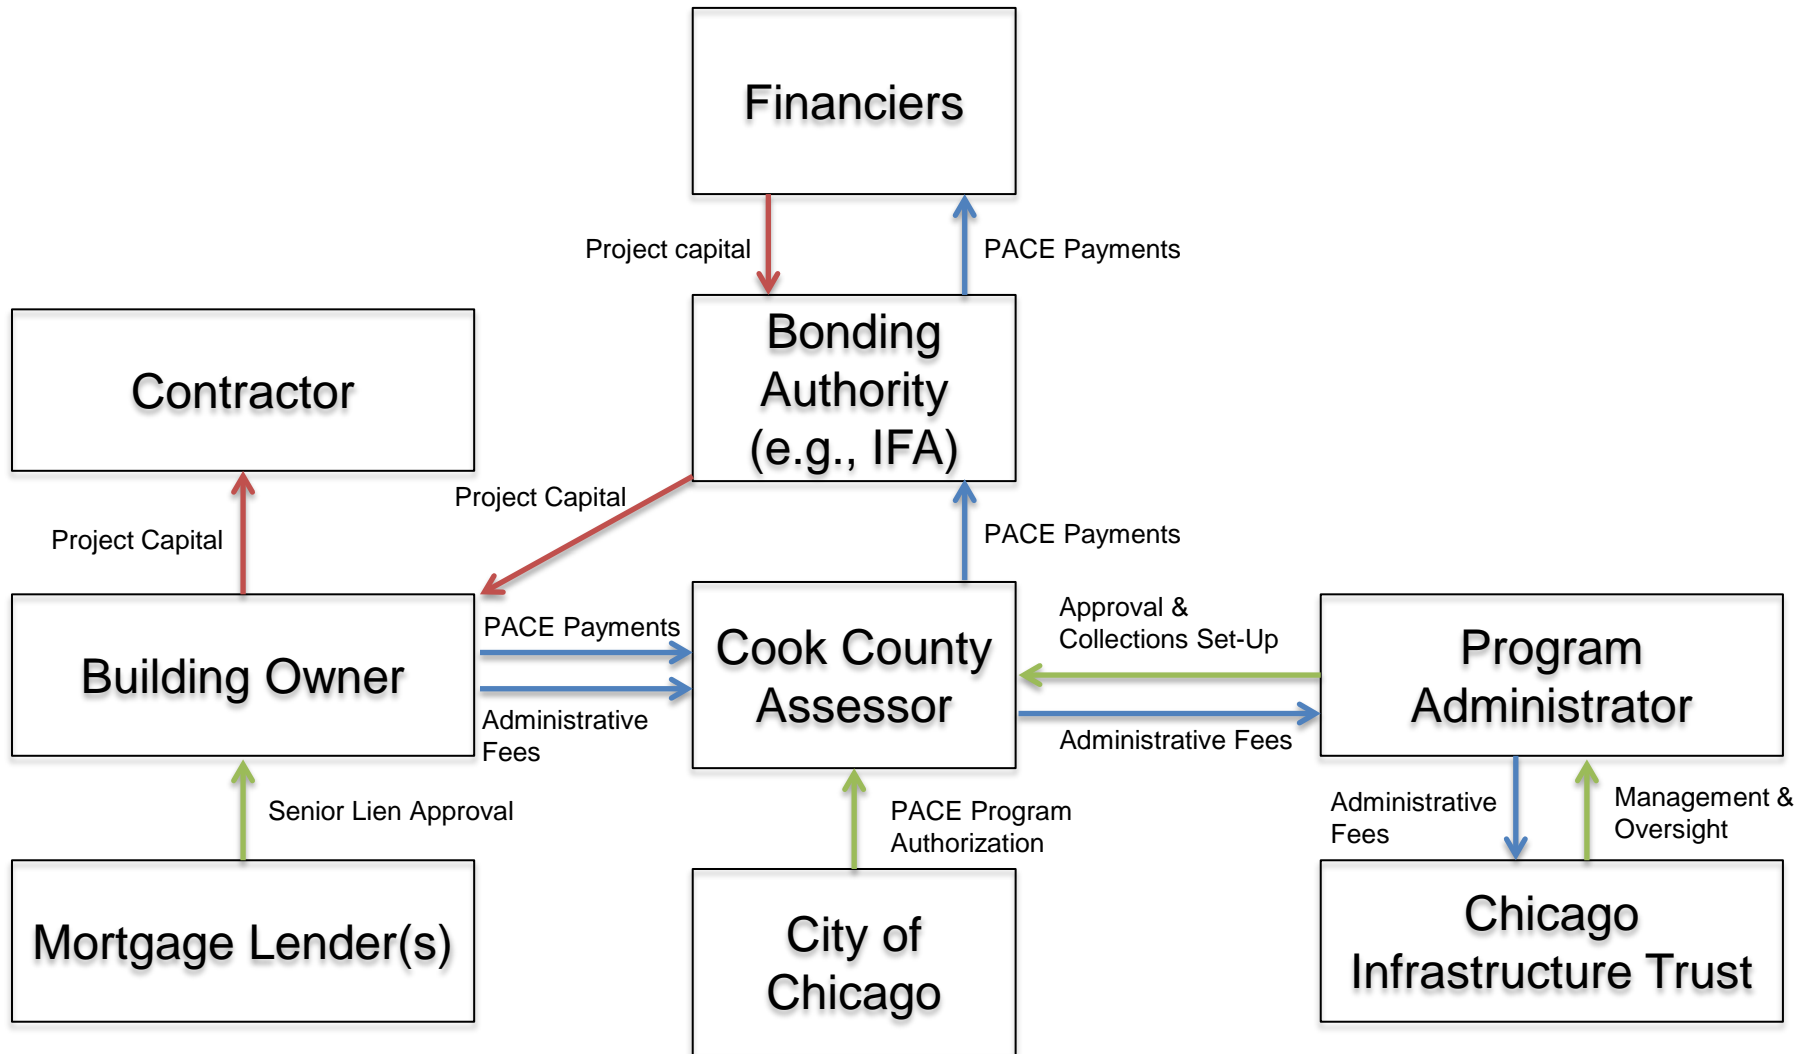 Financiers
Project capital
PACE Payments
Contractor
Bonding
Authority
(e.g., IFA)
Project Capital
Project Capital
PACE Payments
Building Owner
PACE Payments
Administrative
Fees
Cook County
Assessor
Approval &
Collections Set-Up
Administrative Fees
Program
Administrator
Senior Lien Approval
PACE Program
Authorization
Administrative
Fees
Management &
Oversight
Mortgage Lender(s)
City of
Chicago
Chicago
Infrastructure Trust